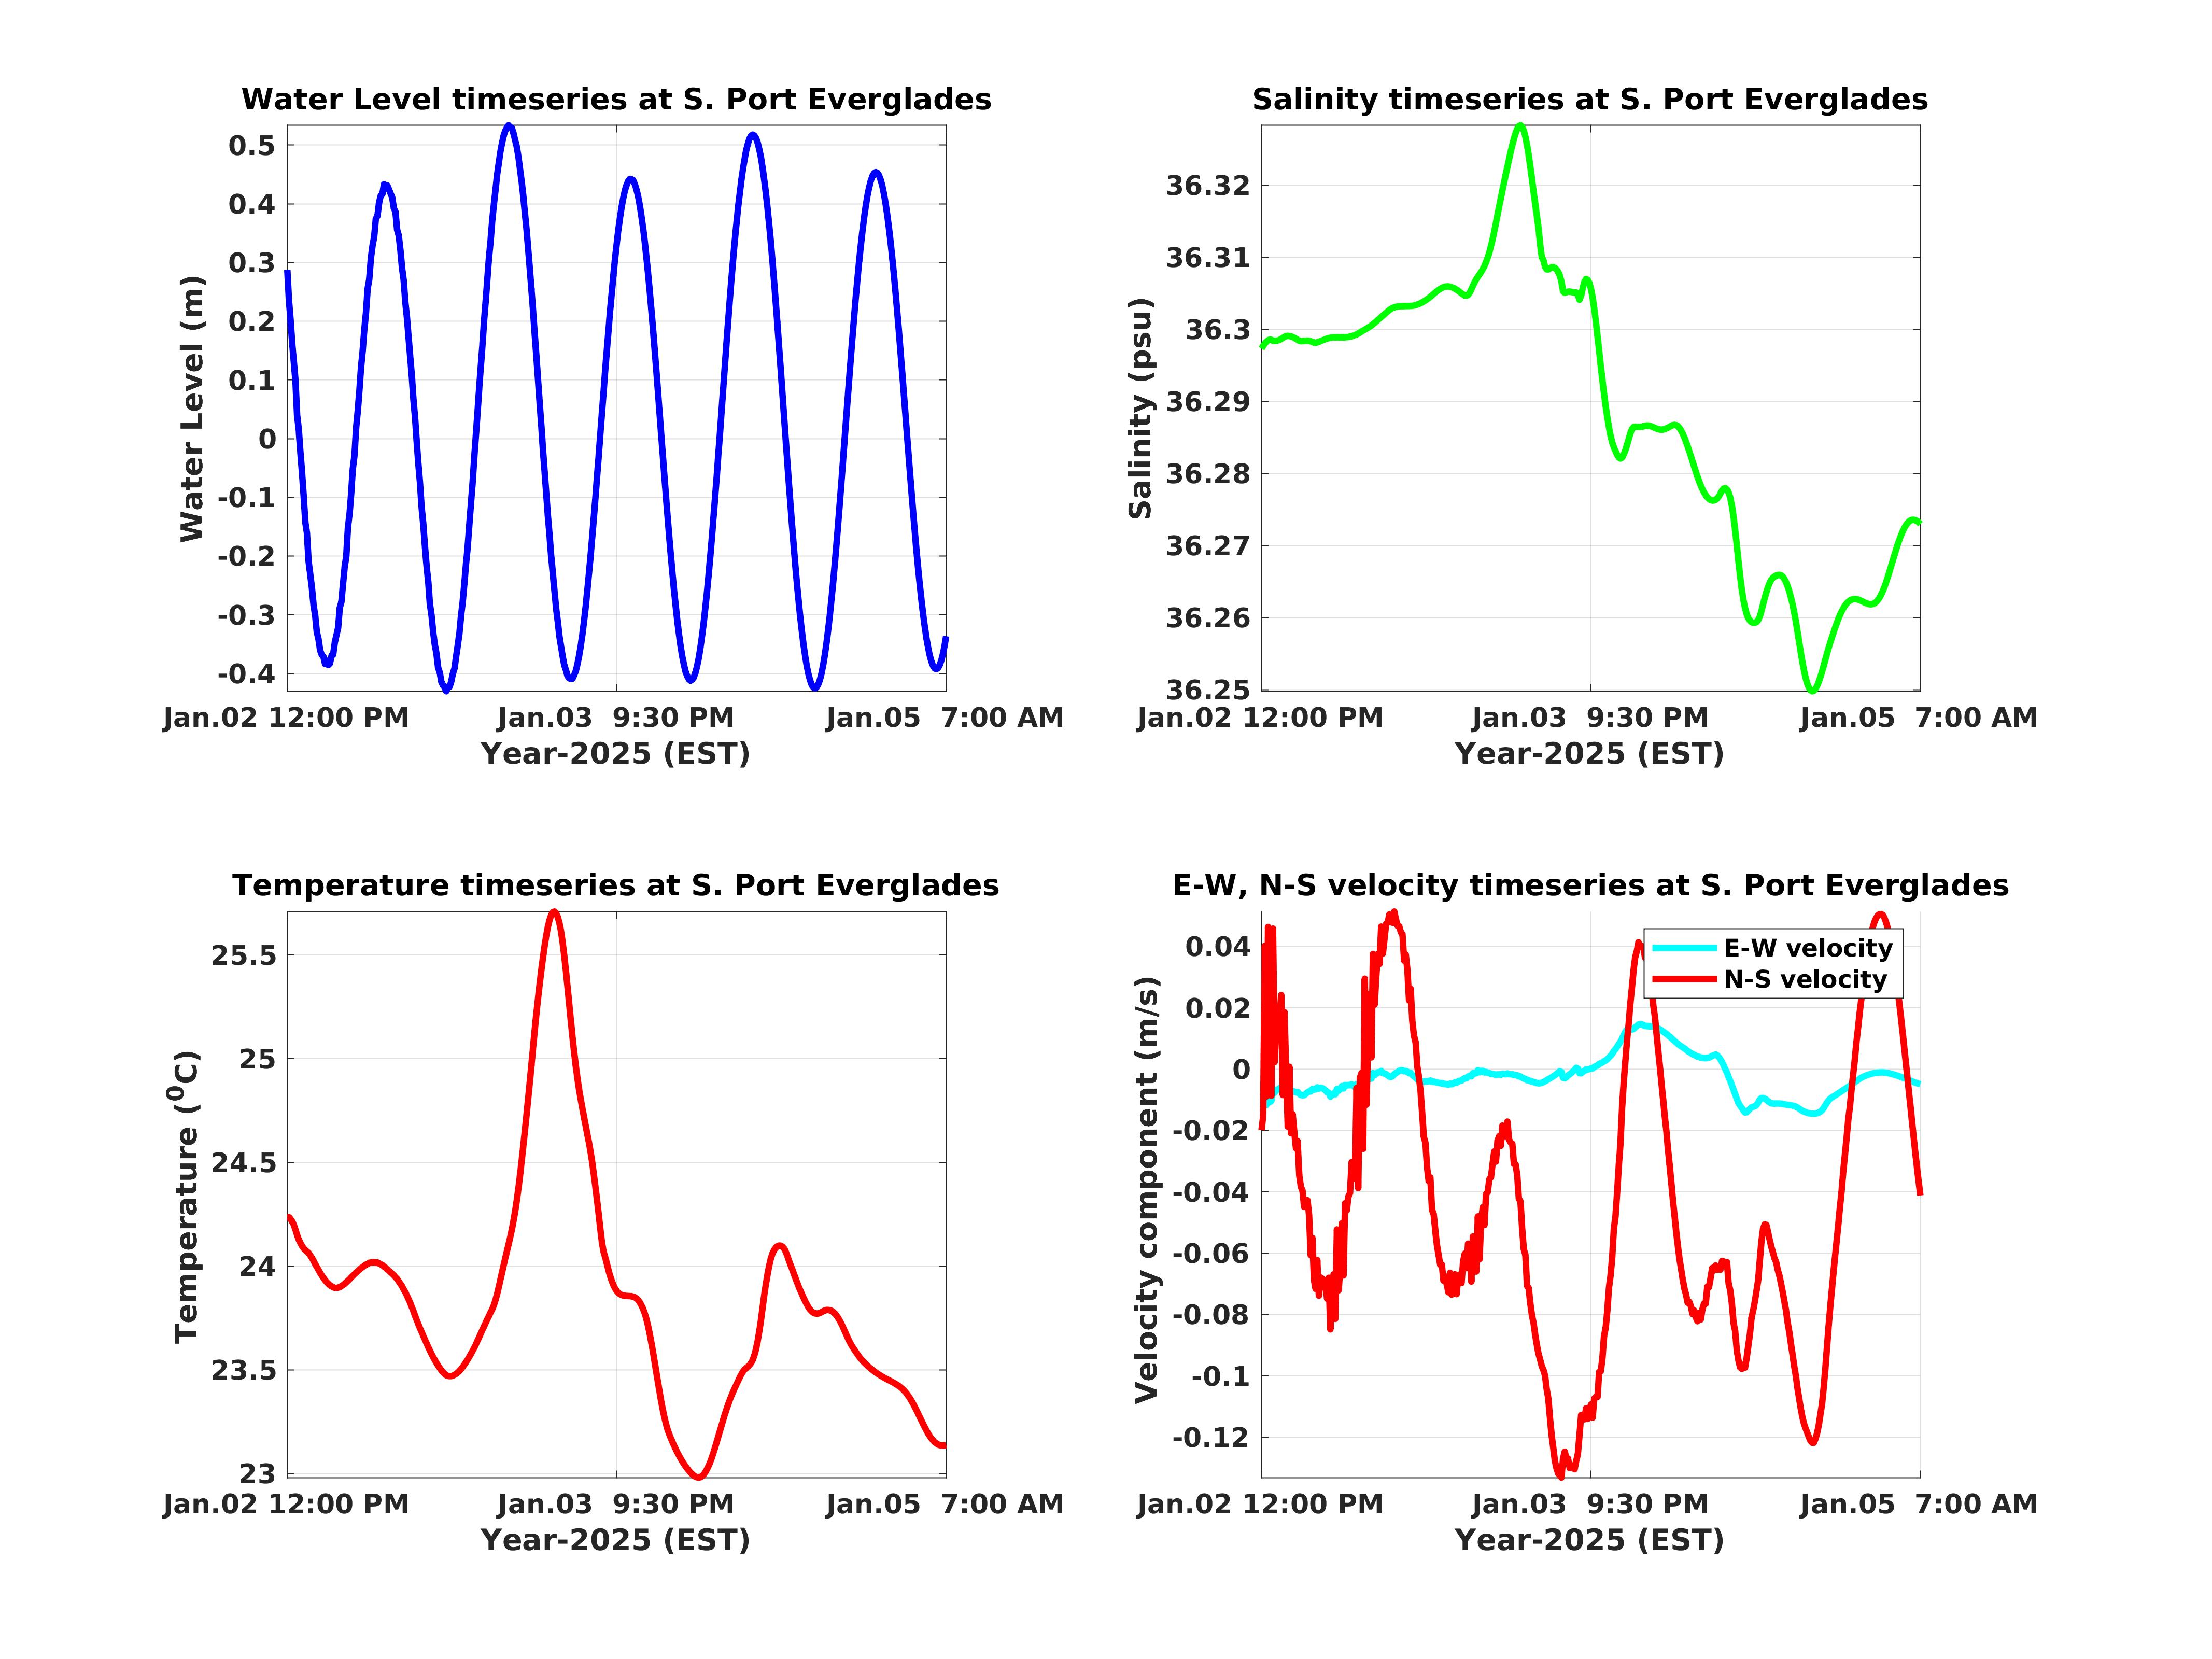 Water Level timeseries at S. Port Everglades
0.5
0.4
0.3
0.2
0.1
0
-0.1
-0.2
-0.3
-0.4
Water Level (m)
Jan.02 12:00 PM Jan.03 9:30 PM Jan.05 7:00 AM
Year-2025 (EST)
Salinity timeseries at S. Port Everglades
36.32
36.31
36.3
36.29
36.28
36.27
36.26
36.25
Salinity (psu)
Jan.02 12:00 PM Jan.03 9:30 PM Jan.05 7:00 AM
Year-2025 (EST)
Temperature timeseries at S. Port Everglades
25.5
25
24.5
24
23.5
23
Temperature (⁰C)
Jan.02 12:00 PM Jan.03 9:30 PM Jan.05 7:00 AM
Year-2025 (EST)
E-W, N-S velocity timeseries at S. Port Everglades
0.04
0.02
0
-0.02
-0.04
-0.06
-0.08
-0.1
-0.12
Velocity component (m/s)
E-W velocity
N-S velocity
Jan.02 12:00 PM Jan.03 9:30 PM Jan.05 7:00 AM
Year-2025 (EST)